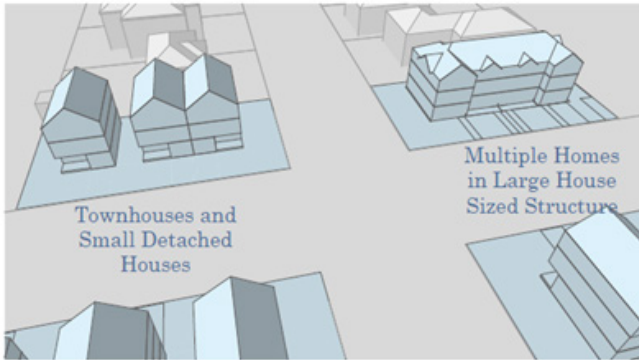 Townhouses and
Small Detached
Houses
Multiple Homes
in Large House
Sized Structure